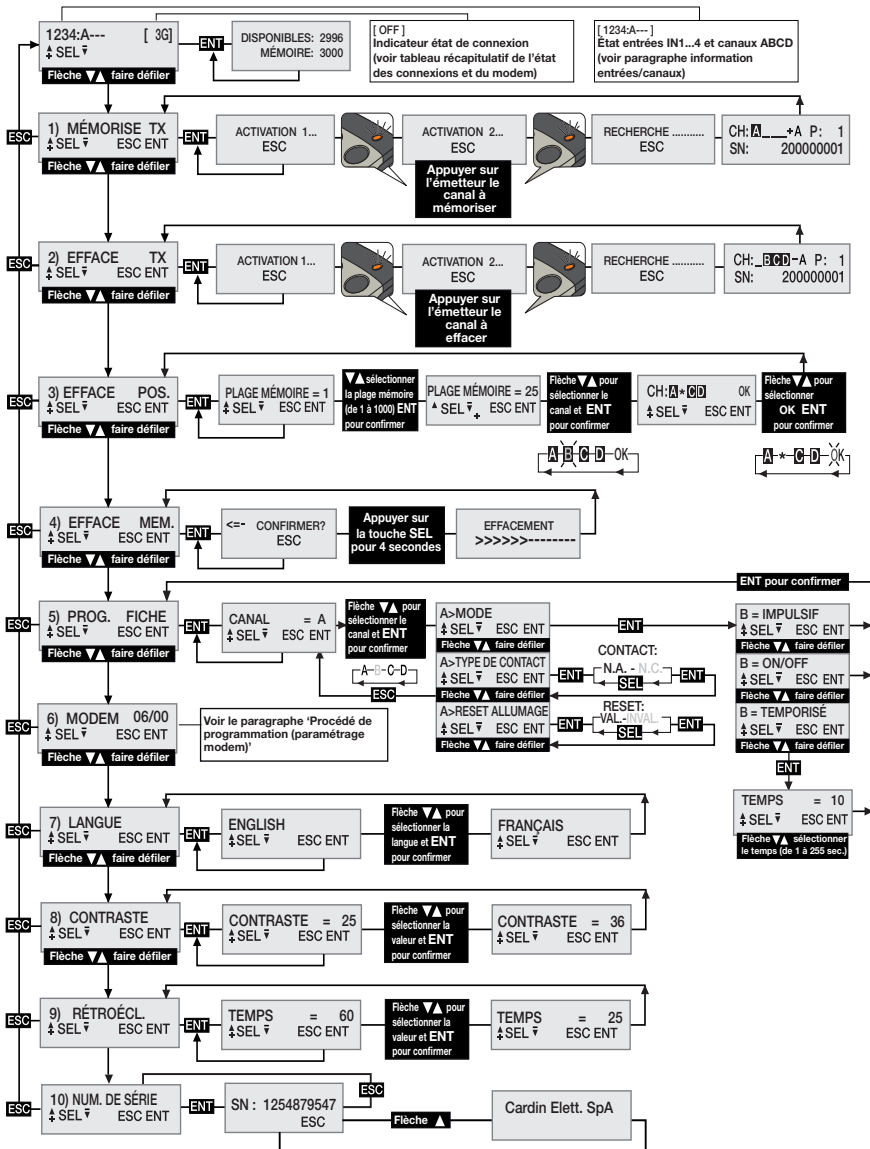 1234:A--- [ 3G]
SEL
Flèche ▼▲ faire défiler
ENT
DISPONIBLES: 2996
MÉMOIRE: 3000
[ OFF ]
Indicateur état de connexion
(voir tableau récapitulatif de l'état
des connexions et du modem)
[ 1234:A--- ]
État entrées IN1...4 et canaux ABCD
(voir paragraphe information
entrées/canaux)
ESC
1) MÉMORISE TX
SEL ESC ENT
Flèche ▼▲ faire défiler
ENT
ACTIVATION 1...
ESC
ACTIVATION 2...
ESC
Appuyer sur
l'émetteur le
canal à
mémoriser
RECHERCHE ...........
ESC
CH:A___+A P: 1
SN: 200000001
ESC
2) EFFACE TX
SEL ESC ENT
Flèche ▼▲ faire défiler
ENT
ACTIVATION 1...
ESC
ACTIVATION 2...
ESC
Appuyer sur
l'émetteur le
canal à
effacer
RECHERCHE ...........
ESC
CH:_BCD-A P: 1
SN: 200000001
ESC
3) EFFACE POS.
SEL ESC ENT
Flèche ▼▲ faire défiler
ENT
PLAGE MÉMOIRE = 1
SEL ESC ENT
▼▲ sélectionner
la plage mémoire
(de 1 à 1000) ENT
pour confirmer
PLAGE MÉMOIRE = 25
SEL ESC ENT
Flèche ▼▲ pour
sélectionner le
canal et ENT
pour confirmer
A-B-C-D-OK
CH:A*CD OK
SEL ESC ENT
Flèche ▼▲ pour
sélectionner
OK ENT
pour confirmer
A-*-C-D-OK
ESC
4) EFFACE MEM.
SEL ESC ENT
Flèche ▼▲ faire défiler
ENT
<=- CONFIRMER?
ESC
Appuyer sur
la touche SEL
pour 4 secondes
EFFACEMENT
>>>>>>--------
ENT pour confirmer
ESC
5) PROG. FICHE
SEL ESC ENT
Flèche ▼▲ faire défiler
ENT
CANAL = A
SEL ESC ENT
Flèche ▼▲ pour
sélectionner le
canal et ENT
pour confirmer
A-B-C-D
ESC
A>MODE
SEL ESC ENT
Flèche ▼▲ faire défiler
ENT
A>TYPE DE CONTACT
SEL ESC ENT
Flèche ▼▲ faire défiler
ENT
CONTACT:
N.A. - N.C.
SEL
ENT
A>RESET ALLUMAGE
SEL ESC ENT
Flèche ▼▲ faire défiler
ENT
RESET:
VAL.-INVAL.
SEL
ENT
B = IMPULSIF
SEL ESC ENT
Flèche ▼▲ faire défiler
B = ON/OFF
SEL ESC ENT
Flèche ▼▲ faire défiler
B = TEMPORISÉ
SEL ESC ENT
Flèche ▼▲ faire défiler
ENT
TEMPS = 10
SEL ESC ENT
Flèche ▼▲ sélectionner
le temps (de 1 à 255 sec.)
ESC
6) MODEM 06/00
SEL ESC ENT
Flèche ▼▲ faire défiler
Voir le paragraphe 'Procédé de
programmation (paramétrage
modem)'
ESC
7) LANGUE
SEL ESC ENT
Flèche ▼▲ faire défiler
ENT
ENGLISH
SEL ESC ENT
Flèche ▼▲ pour
sélectionner la
langue et ENT
pour confirmer
FRANÇAIS
SEL ESC ENT
ESC
8) CONTRASTE
SEL ESC ENT
Flèche ▼▲ faire défiler
ENT
CONTRASTE = 25
SEL ESC ENT
Flèche ▼▲ pour
sélectionner la
valeur et ENT
pour confirmer
CONTRASTE = 36
SEL ESC ENT
ESC
9) RÉTROÉCL.
SEL ESC ENT
ENT
TEMPS = 60
SEL ESC ENT
Flèche ▼▲ pour
sélectionner la
valeur et ENT
pour confirmer
TEMPS = 25
SEL ESC ENT
ESC
10) NUM. DE SÉRIE
SEL ESC ENT
ENT
ESC
SN : 1254879547
ESC
Flèche ▲
Cardin Elett. SpA